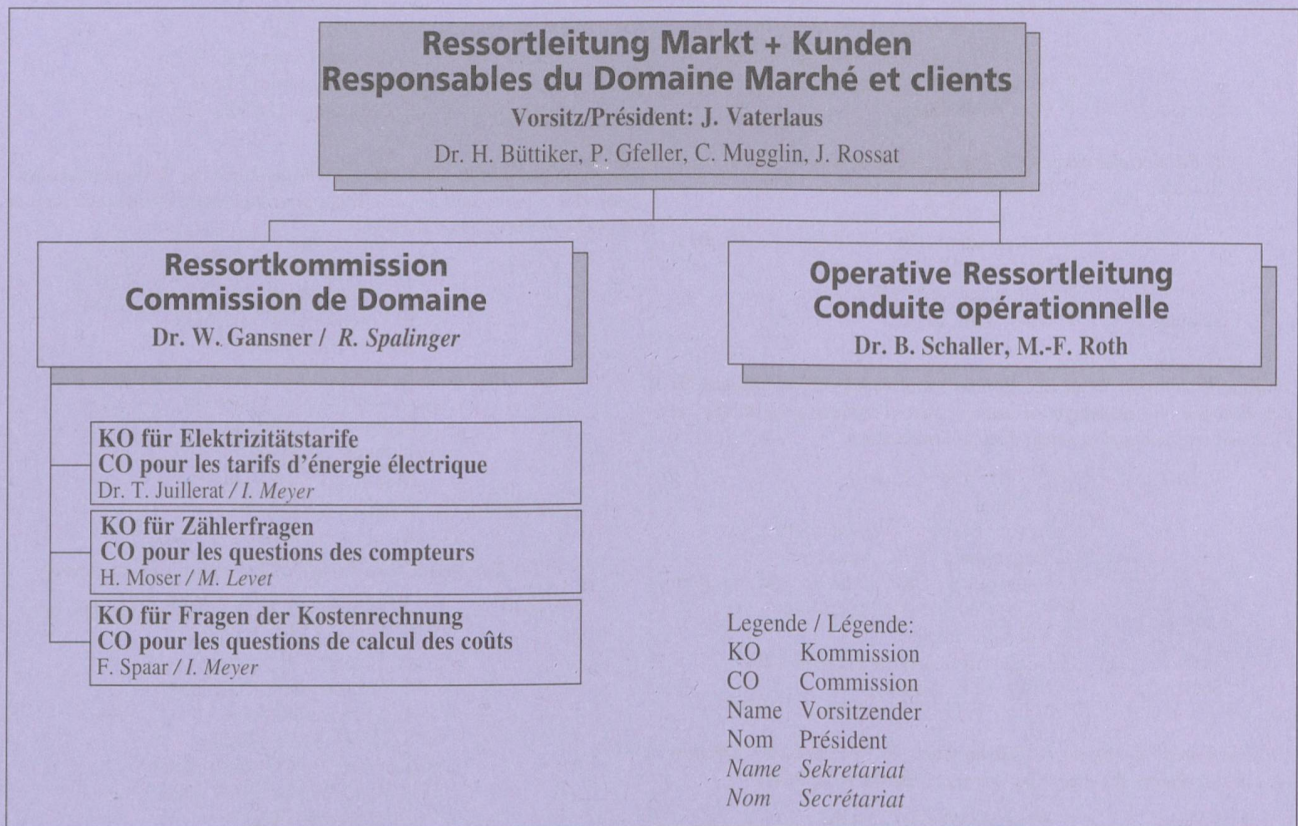 Ressortleitung Markt + Kunden
Responsables du Domaine Marché et clients
Vorsitz/Président: J. Vaterlaus
Dr. H. Büttiker, P. Gfeller, C. Mugglin, J. Rossat
Ressortkommission
Commission de Domaine
Dr. W. Gansner / R. Spalinger
Operative Ressortleitung
Conduite opérationnelle
Dr. B. Schaller, M.-F. Roth
KO für Elektrizitätstarife
CO pour les tarifs d'énergie électrique
Dr. T. Juillerat / I. Meyer
KO für Zählerfragen
CO pour les questions des compteurs
H. Moser / M. Levet
KO für Fragen der Kostenrechnung
CO pour les questions de calcul des coûts
F. Spaar / I. Meyer
Legende / Légende:
KO Kommission
CO Commission
Name Vorsitzender
Nom Président
Name Sekretariat
Nom Secrétariat